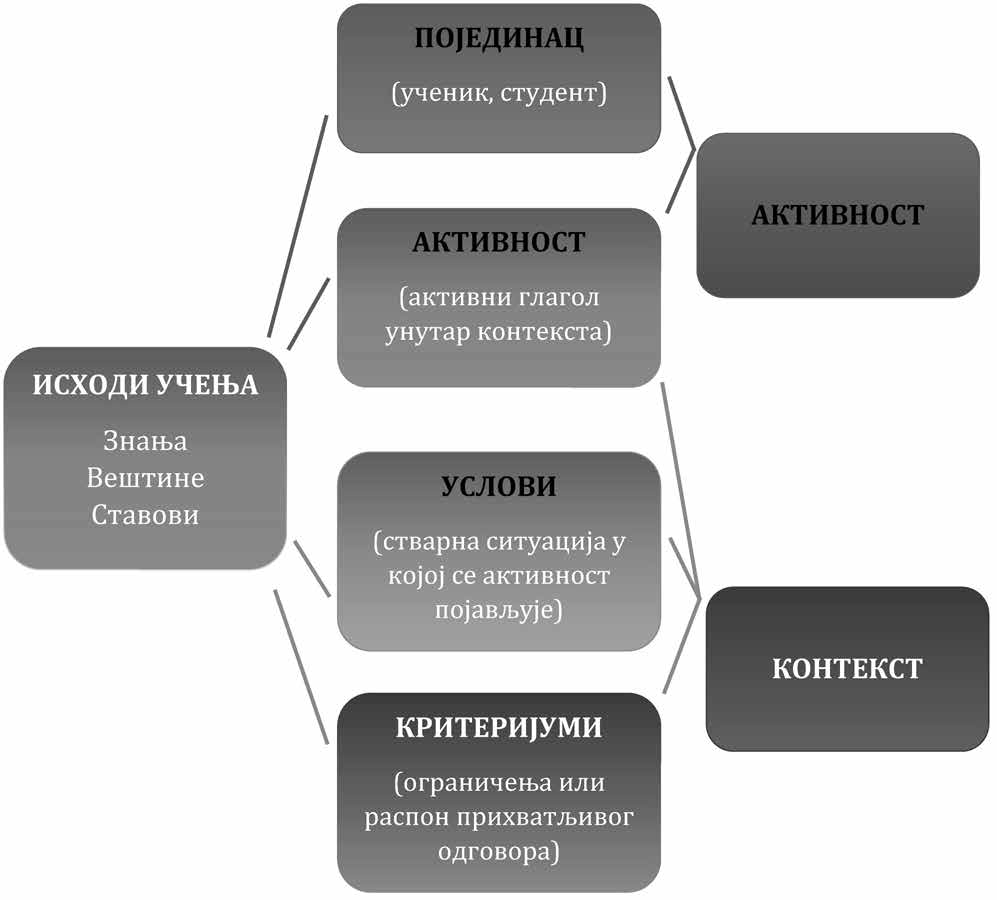 ИСХОДИ УЧЕЊА
Знања
Вештине
Ставови
ПОЈЕДИНАЦ
(ученик, студент)
АКТИВНОСТ
(активни глагол
унутар контекста)
УСЛОВИ
(стварна ситуација у
којој се активност
појављује)
КРИТЕРИЈУМИ
(ограничења или
распон прихватљивог
одговора)
АКТИВНОСТ
КОНТЕКСТ